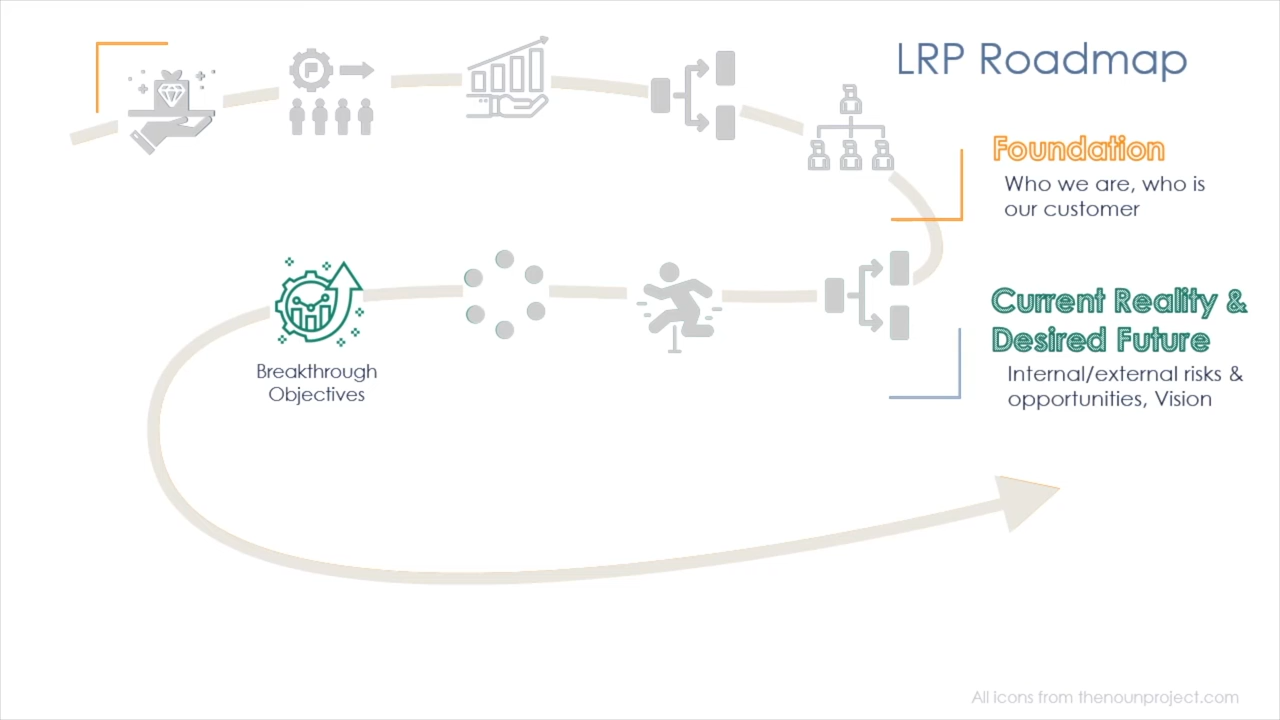 LRP Roadmap
Foundation
Who we are, who is
our customer
Current Reality &
Desired Future
Internal/external risks &
opportunities, Vision
Breakthrough
Objectives
All icons from thenounproject.com